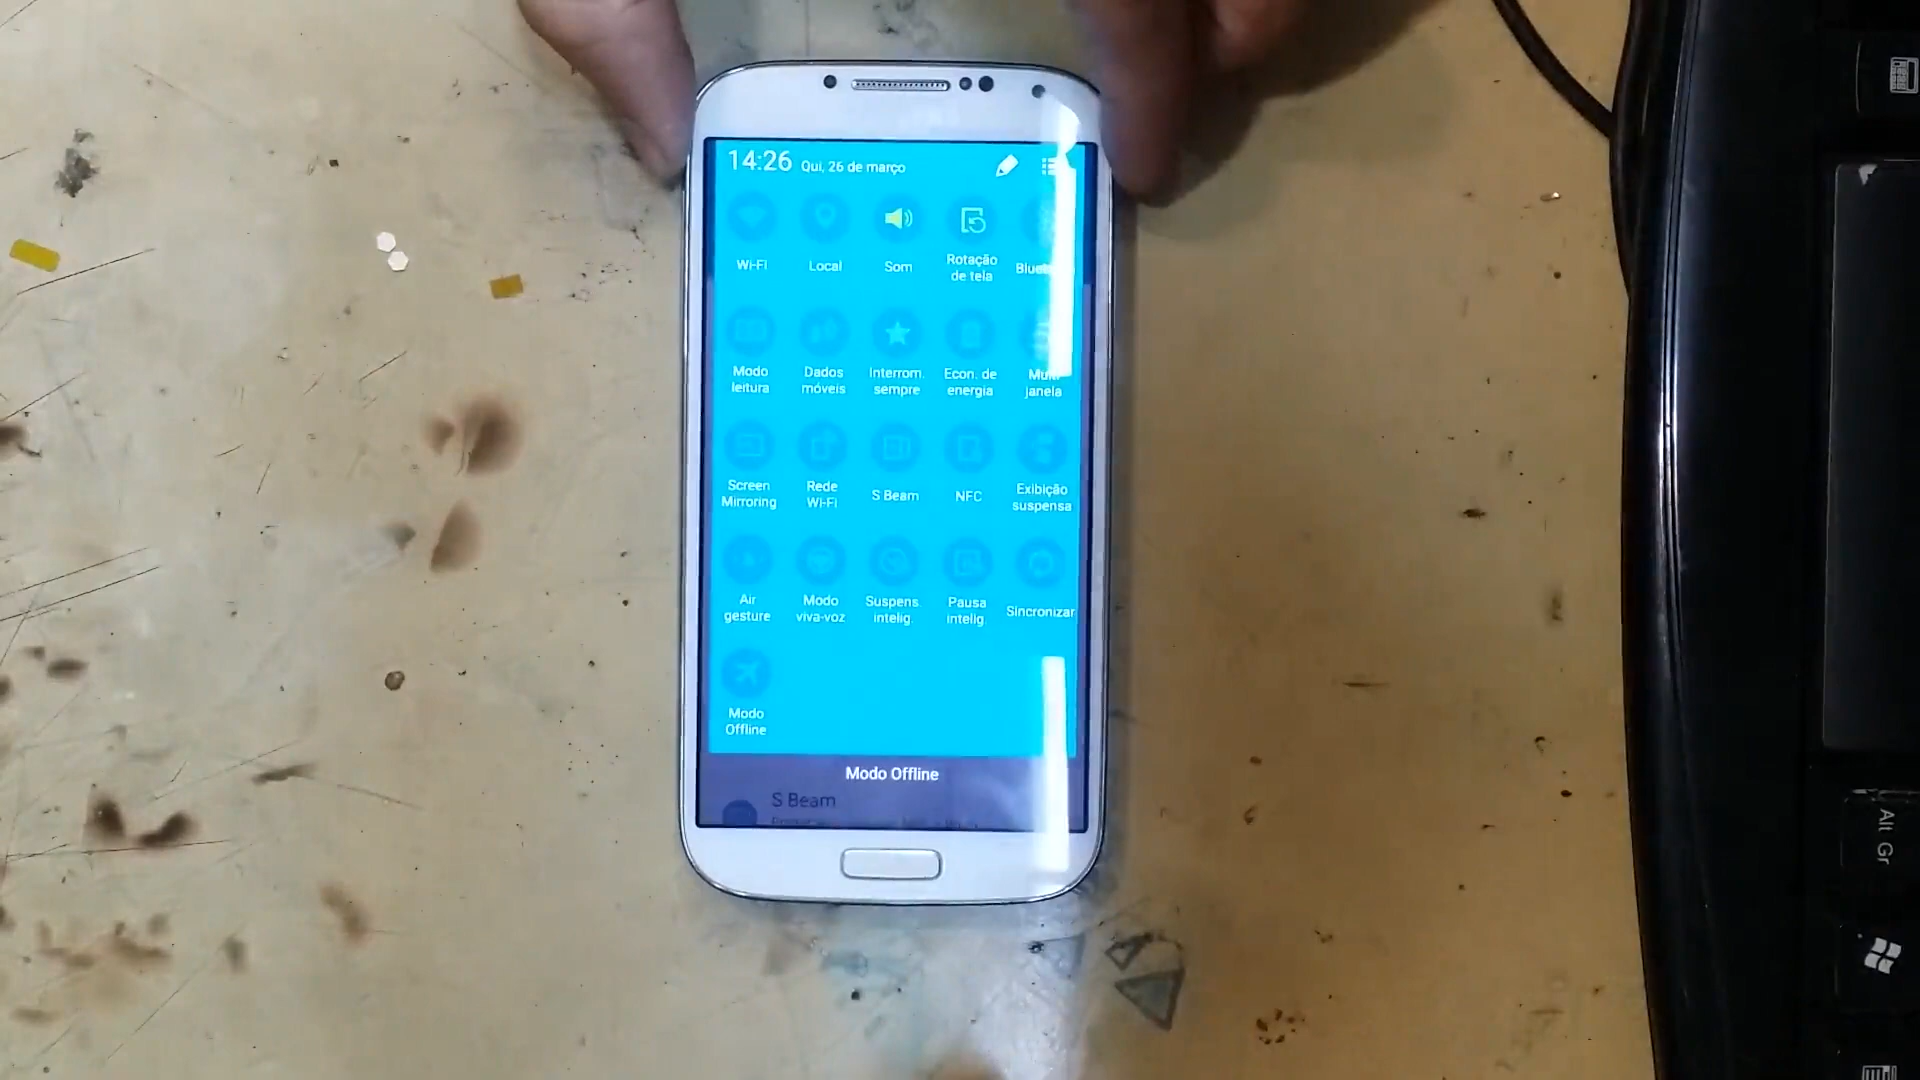 14:26 Qui, 26 de março
Wi-Fi Local Som Rotação de tela
Modo leitura Dados móveis Interrom. sempre Econ. de energia janela
Screen Mirroring Rede Wi-Fi S Beam NFC Exibição suspensa
Air gesture Modo viva-voz Suspens. intelig. Pausa intelig. Sincronizar
Modo Offline
Modo Offline
S Beam
Alt Gr